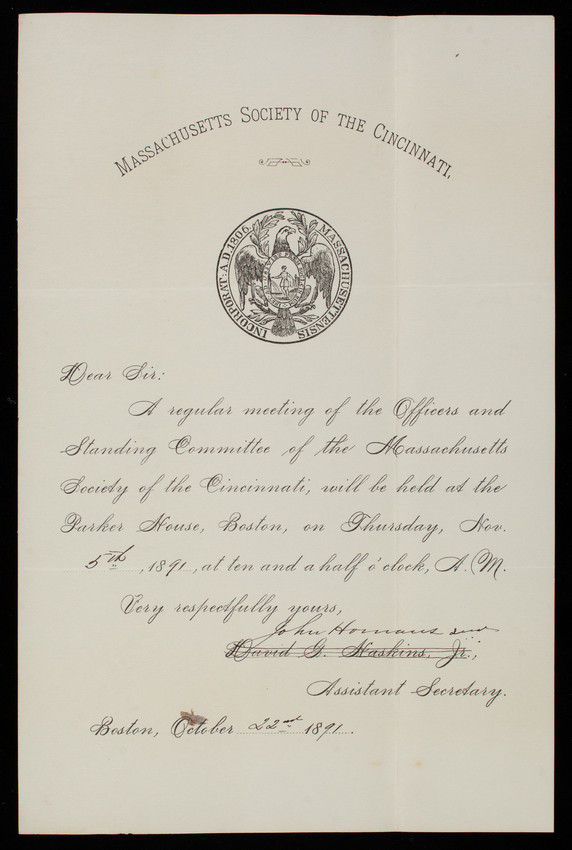 MASSACHUSETTS SOCIETY OF THE CINCINNATI,
INCORPORAT: A.D. 1806. MASSACHUSETTENSIS
Dear Sir:
A regular meeting of the Officers and
Standing Committee of the Massachusetts
Society of the Cincinnati, will be held at the
Parker House, Boston, on Thursday, Nov.
5th, 1891, at ten and a half o'clock, A. M.
Very respectfully yours,
John Homans 2nd
David G. Haskins, Jr.,
Assistant Secretary.
Boston, October 22nd 1891.